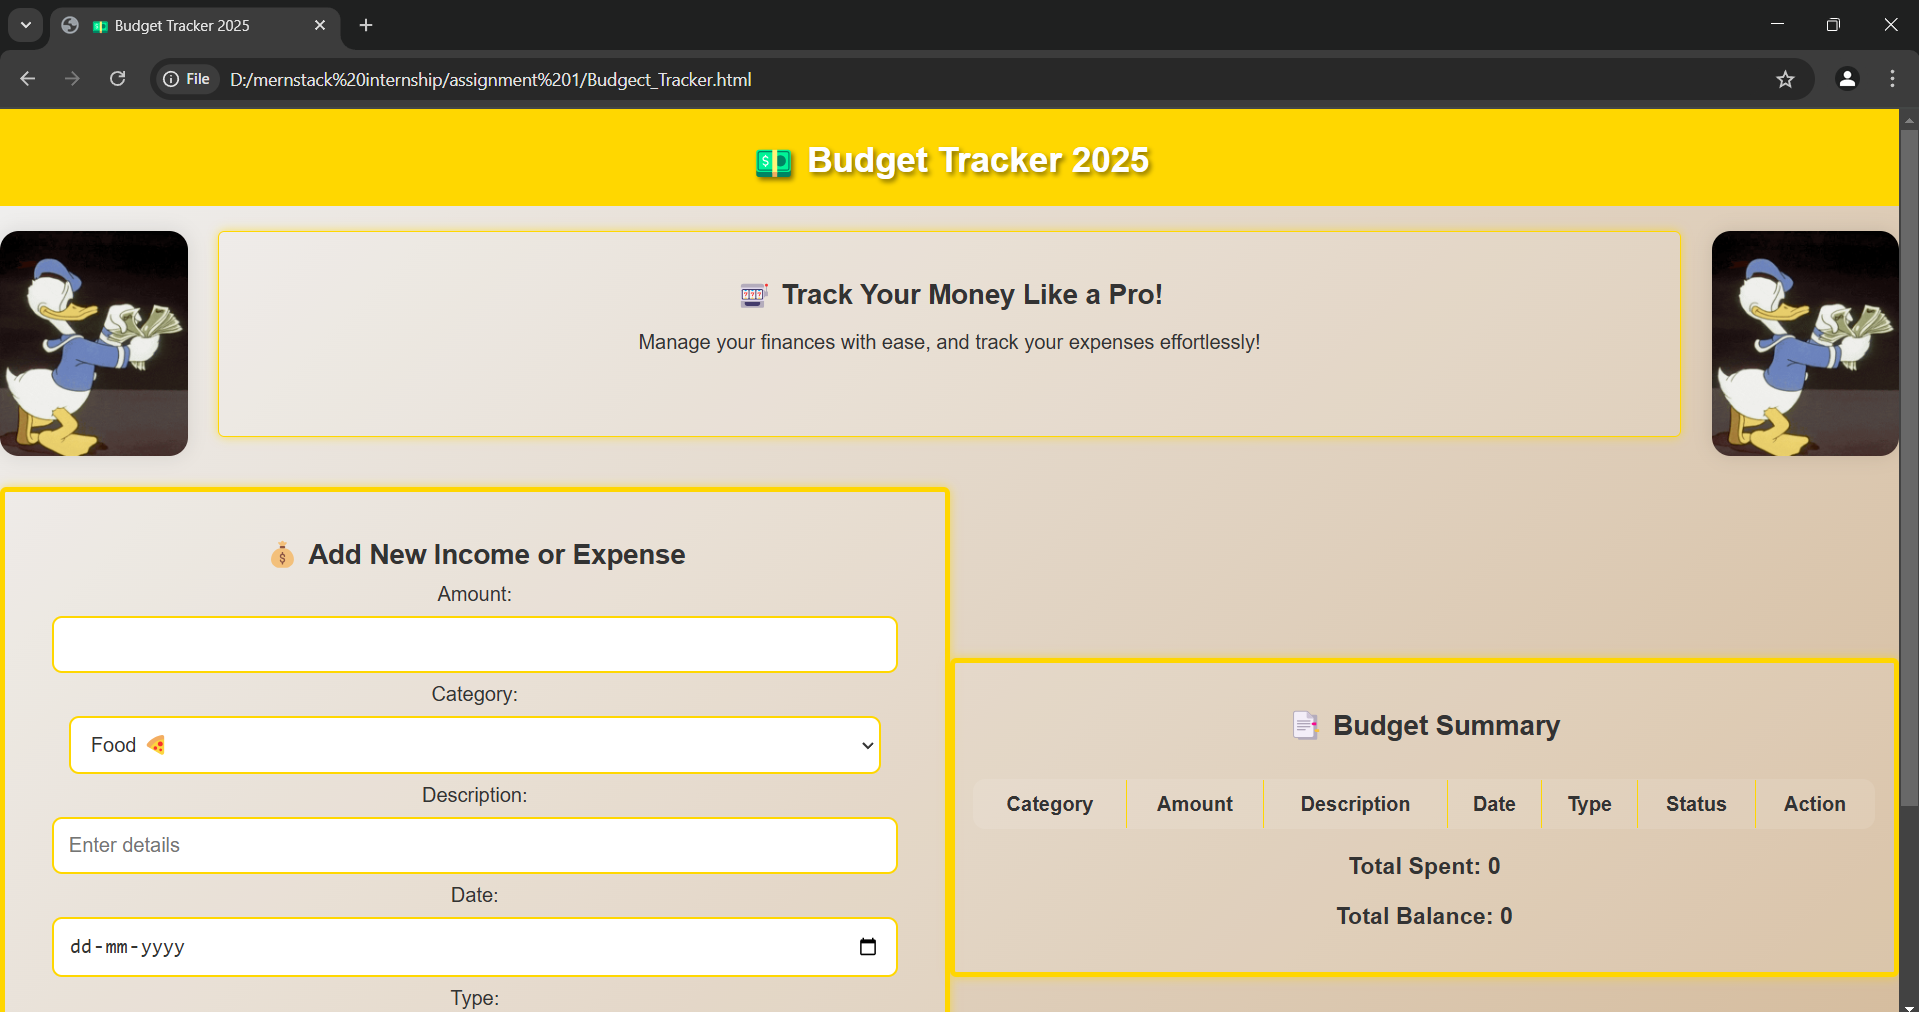 Budget Tracker 2025
File
D:/mernstack%20internship/assignment%201/Budgect_Tracker.html
Budget Tracker 2025
Track Your Money Like a Pro!
Manage your finances with ease, and track your expenses effortlessly!
Add New Income or Expense
Amount:
Category:
Food
Description:
Enter details
Date:
dd-mm-yyyy
Type:
Budget Summary
Category Amount Description Date Type Status Action
Total Spent: 0
Total Balance: 0